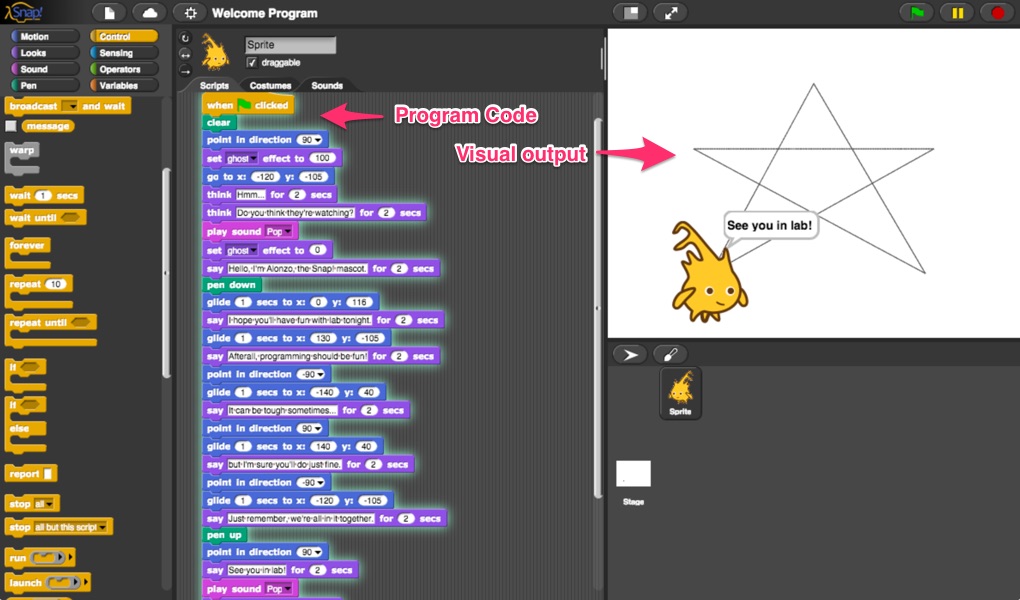 Snap!
Welcome Program
Motion
Control
Looks
Sensing
Sound
Operators
Pen
Variables
broadcast and wait
message
warp
wait 1 secs
wait until
forever
repeat 10
repeat until
if
if
else
report
stop all
stop all but this script
run
launch
Sprite
draggable
Scripts
Costumes
Sounds
when clicked
clear
point in direction 90
set ghost effect to 100
go to x: -120 y: -105
think Hmm... for 2 secs
think Do you think they're watching? for 2 secs
play sound Pop
set ghost effect to 0
say Hello, I'm Alonzo, the Snap! mascot. for 2 secs
pen down
glide 1 secs to x: 0 y: 116
say I hope you'll have fun with lab tonight. for 2 secs
glide 1 secs to x: 130 y: -105
say Afterall, programming should be fun! for 2 secs
point in direction -90
glide 1 secs to x: -140 y: 40
say It can be tough sometimes... for 2 secs
point in direction 90
glide 1 secs to x: 140 y: 40
say but I'm sure you'll do just fine. for 2 secs
point in direction -90
glide 1 secs to x: -120 y: -105
say Just remember, we're all in it together. for 2 secs
pen up
point in direction 90
say See you in lab! for 2 secs
play sound Pop
Program Code
Visual output
See you in lab!
Sprite
Stage